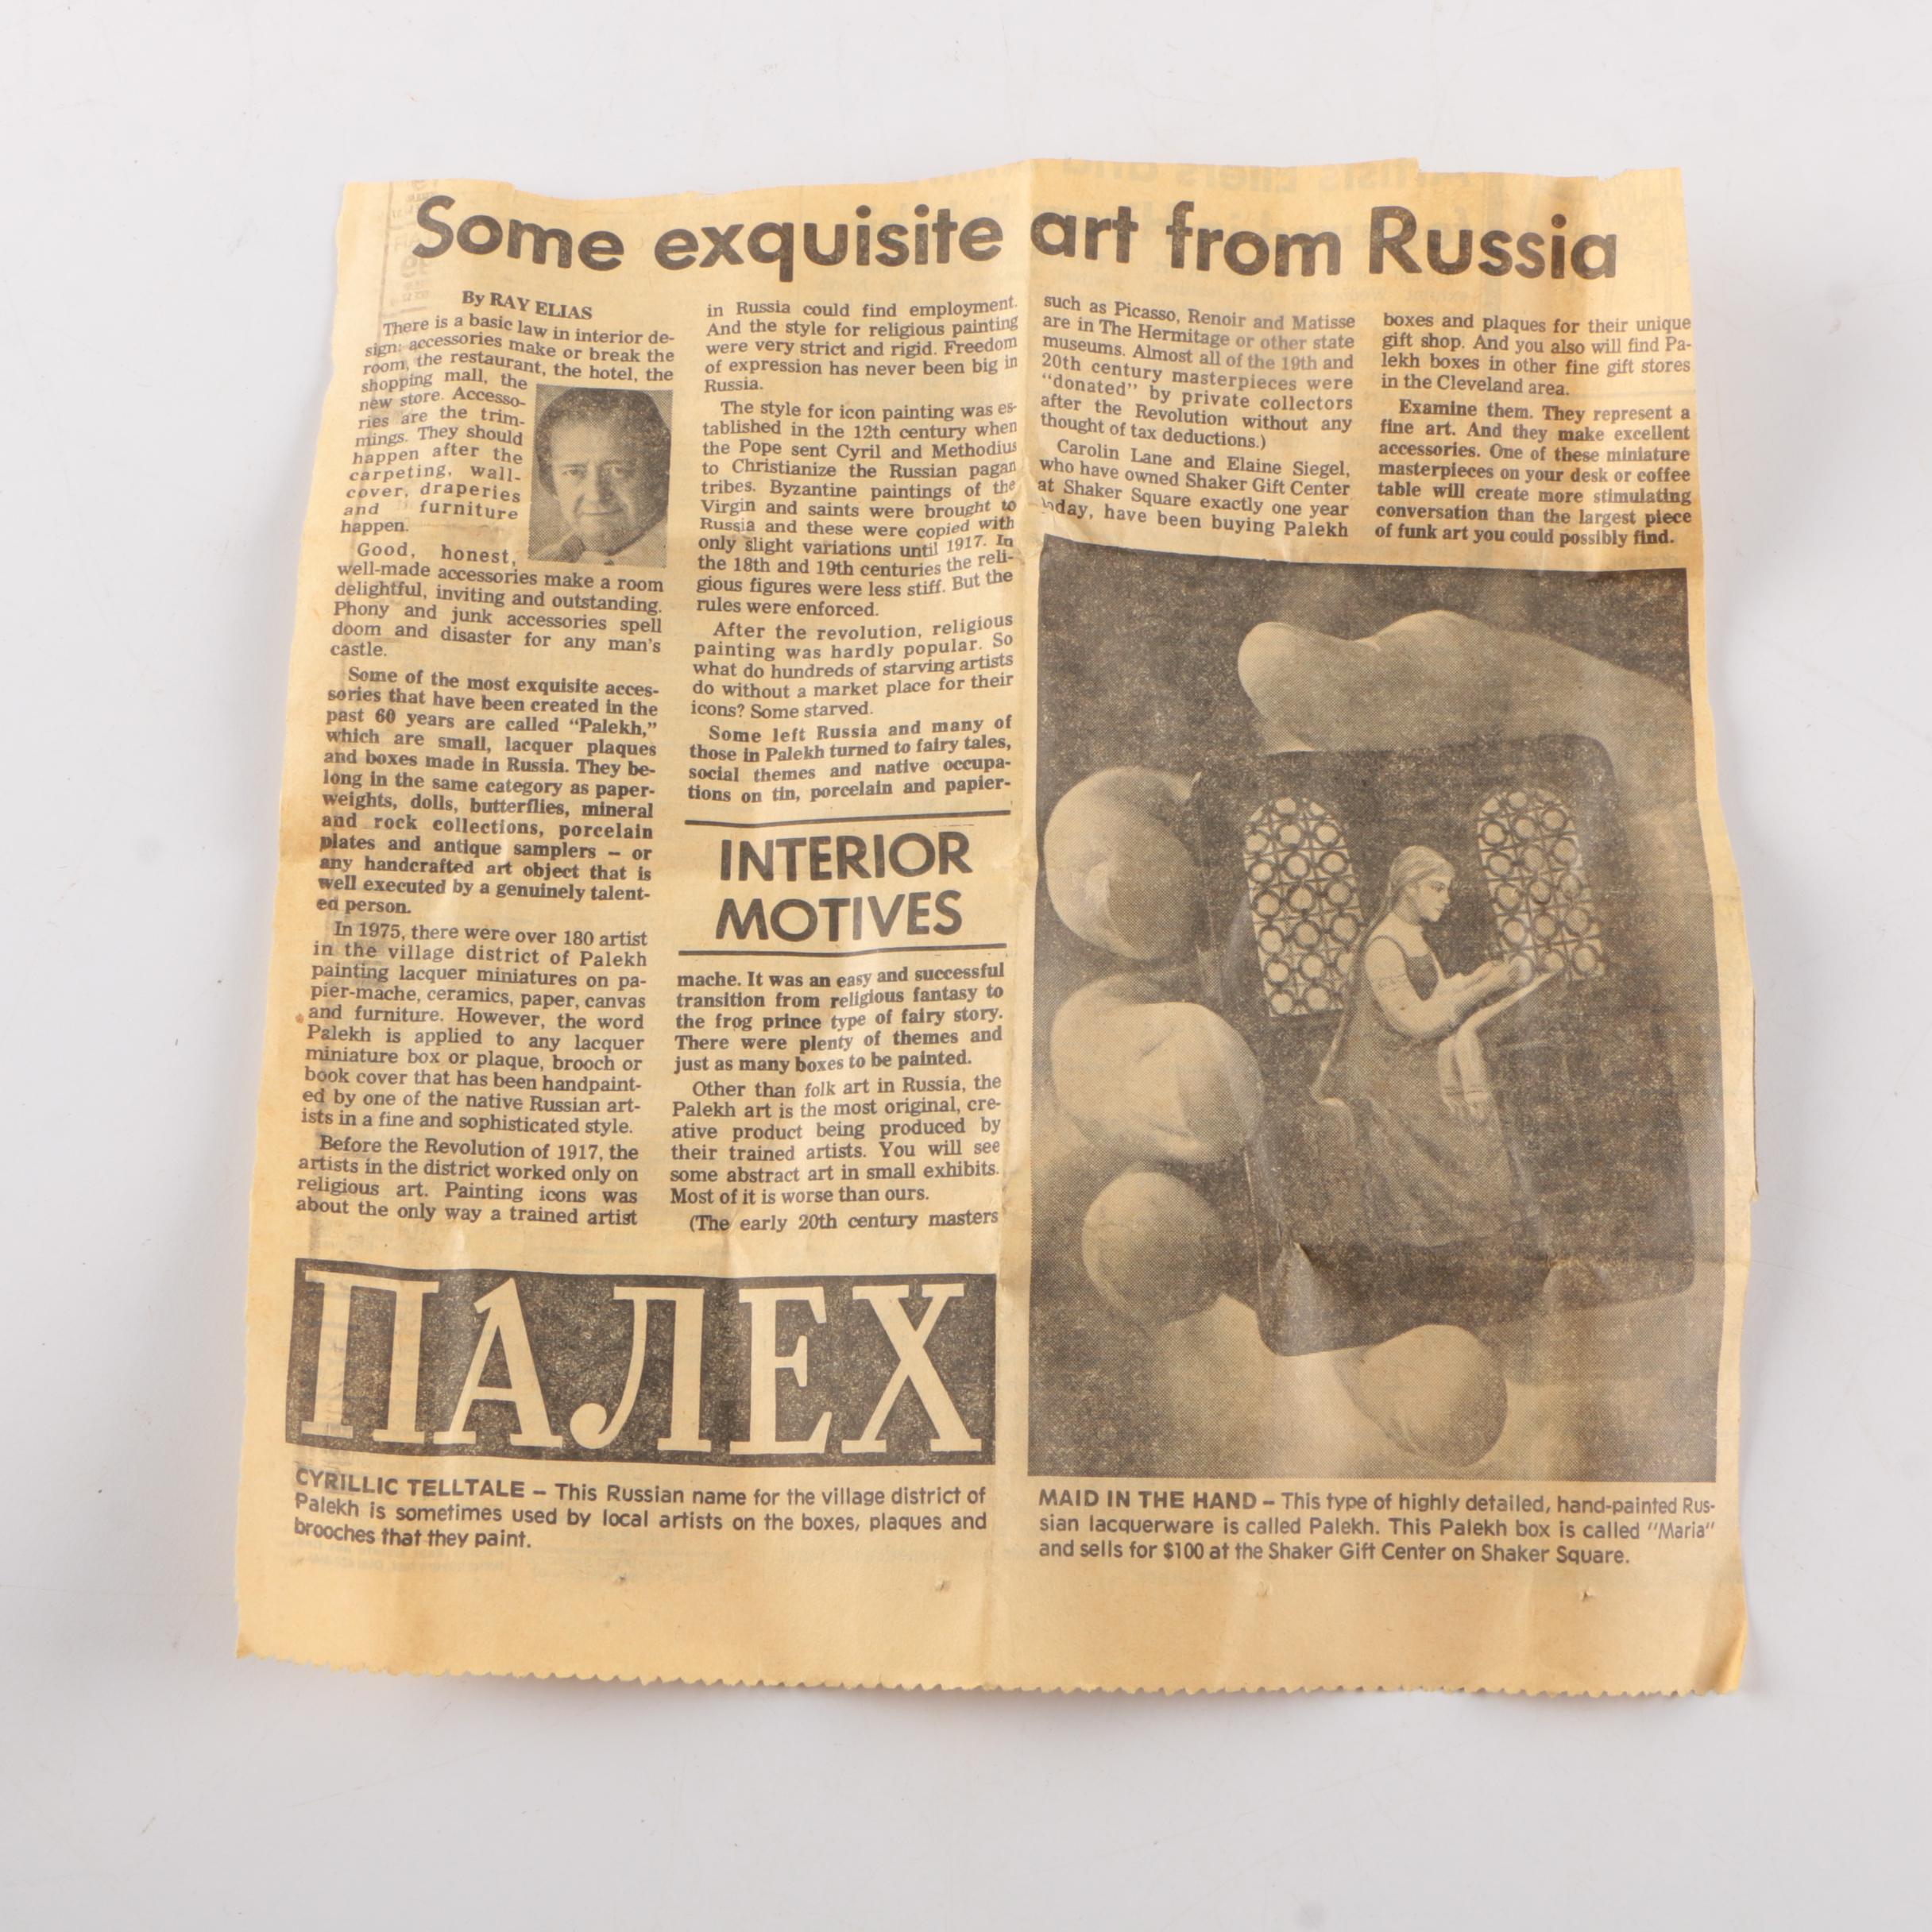 Some exquisite art from Russia
By RAY ELIAS
There is a basic law in interior de-
sign: accessories make or break the
room, the restaurant, the hotel, the
shopping mall, the
new store. Accesso-
ries are the trim-
mings. They should
happen after the
carpeting, wall-
cover, draperies
and furniture
happen.
Good, honest,
well-made accessories make a room
delightful, inviting and outstanding.
Phony and junk accessories spell
doom and disaster for any man's
castle.
Some of the most exquisite acces-
sories that have been created in the
past 60 years are called "Palekh,"
which are small, lacquer plaques
and boxes made in Russia. They be-
long in the same category as paper-
weights, dolls, butterflies, mineral
and rock collections, porcelain
plates and antique samplers – or
any handcrafted art object that is
well executed by a genuinely talent-
ed person.
In 1975, there were over 180 artist
in the village district of Palekh
painting lacquer miniatures on pa-
pier-mache, ceramics, paper, canvas
and furniture. However, the word
Palekh is applied to any lacquer
miniature box or plaque, brooch or
book cover that has been handpaint-
ed by one of the native Russian art-
ists in a fine and sophisticated style.
Before the Revolution of 1917, the
artists in the district worked only on
religious art. Painting icons was
about the only way a trained artist
in Russia could find employment.
And the style for religious painting
were very strict and rigid. Freedom
of expression has never been big in
Russia.
The style for icon painting was es-
tablished in the 12th century when
the Pope sent Cyril and Methodius
to Christianize the Russian pagan
tribes. Byzantine paintings of the
Virgin and saints were brought to
Russia and these were copied with
only slight variations until 1917. In
the 18th and 19th centuries the reli-
gious figures were less stiff. But the
rules were enforced.
After the revolution, religious
painting was hardly popular. So
what do hundreds of starving artists
do without a market place for their
icons? Some starved.
Some left Russia and many of
those in Palekh turned to fairy tales,
social themes and native occupa-
tions on tin, porcelain and papier-
INTERIOR
MOTIVES
mache. It was an easy and successful
transition from religious fantasy to
the frog prince type of fairy story.
There were plenty of themes and
just as many boxes to be painted.
Other than folk art in Russia, the
Palekh art is the most original, cre-
ative product being produced by
their trained artists. You will see
some abstract art in small exhibits.
Most of it is worse than ours.
(The early 20th century masters
such as Picasso, Renoir and Matisse
are in The Hermitage or other state
museums. Almost all of the 19th and
20th century masterpieces were
"donated" by private collectors
after the Revolution without any
thought of tax deductions.)
Carolin Lane and Elaine Siegel,
who have owned Shaker Gift Center
at Shaker Square exactly one year
today, have been buying Palekh
boxes and plaques for their unique
gift shop. And you also will find Pa-
lekh boxes in other fine gift stores
in the Cleveland area.
Examine them. They represent a
fine art. And they make excellent
accessories. One of these miniature
masterpieces on your desk or coffee
table will create more stimulating
conversation than the largest piece
of funk art you could possibly find.
ПАЛЕХ
CYRILLIC TELLTALE – This Russian name for the village district of
Palekh is sometimes used by local artists on the boxes, plaques and
brooches that they paint.
MAID IN THE HAND – This type of highly detailed, hand-painted Rus-
sian lacquerware is called Palekh. This Palekh box is called "Maria"
and sells for $100 at the Shaker Gift Center on Shaker Square.